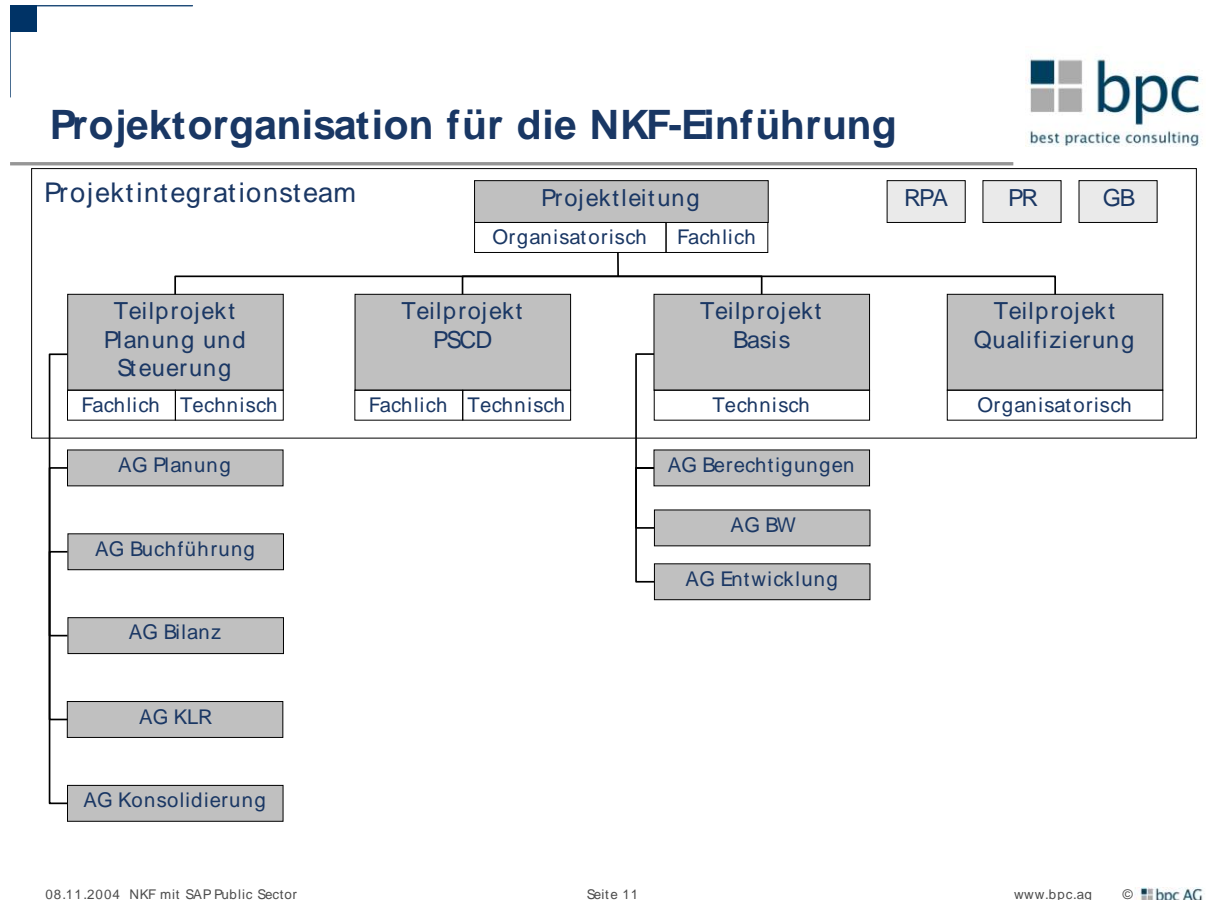 bpc
best practice consulting
Projektorganisation für die NKF-Einführung
Projektintegrationsteam
Projektleitung
Organisatorisch Fachlich
RPA PR GB
Teilprojekt
Planung und
Steuerung
Fachlich Technisch
Teilprojekt
PSCD
Fachlich Technisch
Teilprojekt
Basis
Technisch
Teilprojekt
Qualifizierung
Organisatorisch
AG Planung
AG Buchführung
AG Bilanz
AG KLR
AG Konsolidierung
AG Berechtigungen
AG BW
AG Entwicklung
08.11.2004 NKF mit SAP Public Sector Seite 11 www.bpc.ag © bpc AG